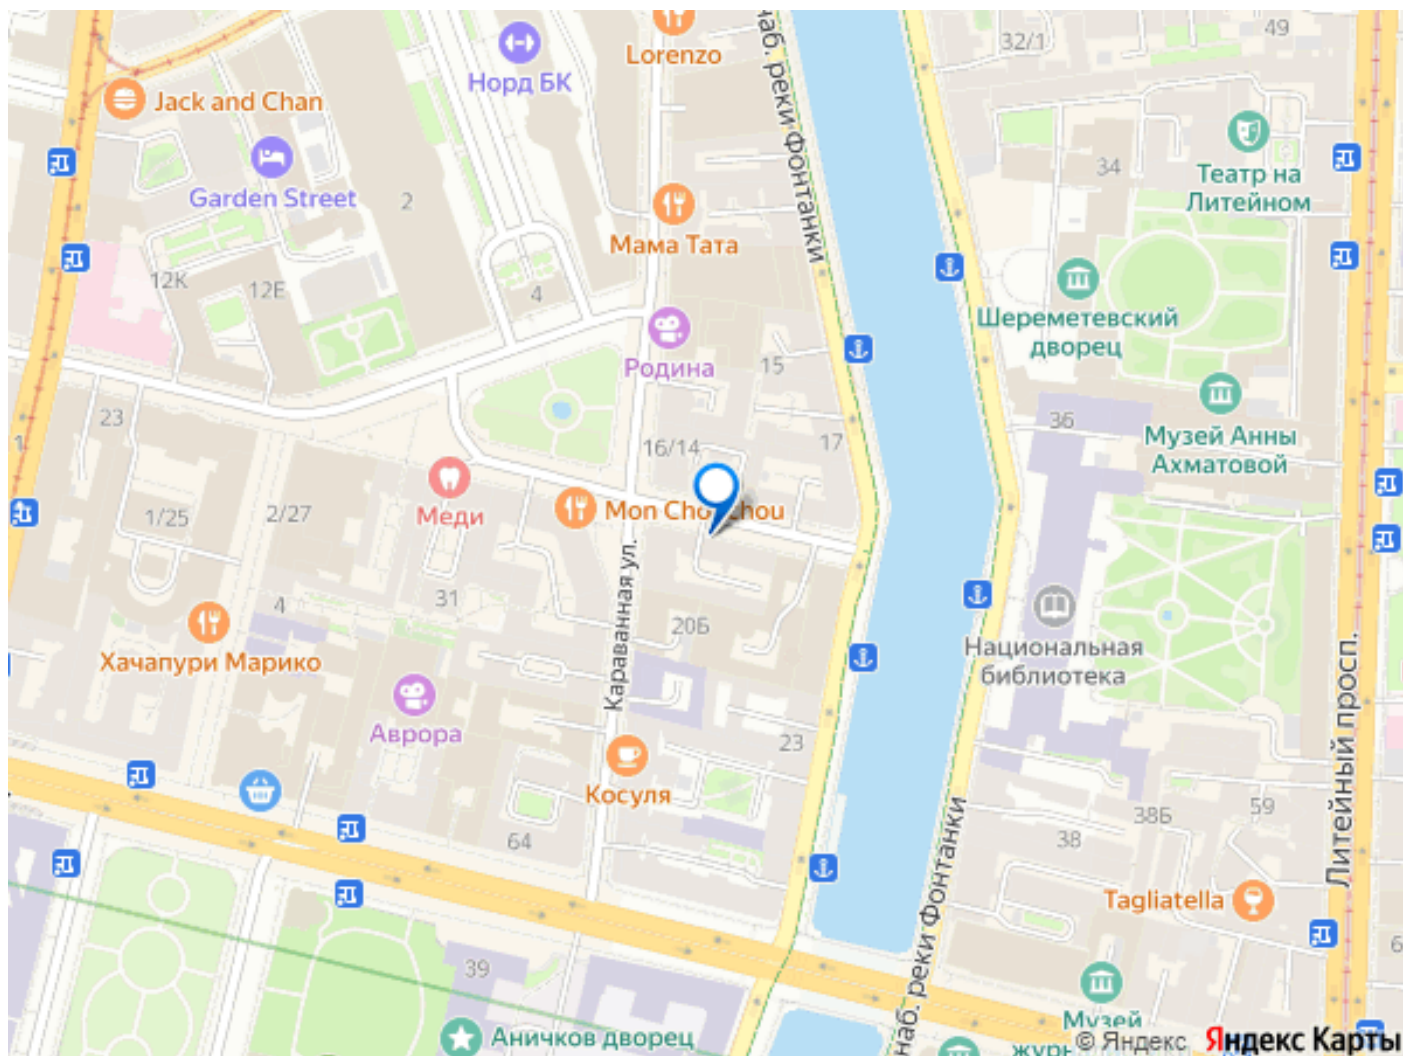 49
32/1
Lorenzo
наб. реки Фонтанки
Норд БК
Jack and Chan
Театр на
Литейном
34
Garden Street
2
Мама Тата
12К
12Е
4
Шереметевский
дворец
Родина
15
23
1
36
16/14
17
Музей Анны
Ахматовой
Меди
Mon Cho
hou
1/25
2/27
Караванная ул.
4
31
20Б
Национальная
библиотека
Хачапури Марико
Аврора
23
Литейный просп.
Косуля
59
38Б
64
38
Tagliatella
наб. реки Фонтанки
6
39
Аничков дворец
Музей
© Яндекс
Яндекс Карты